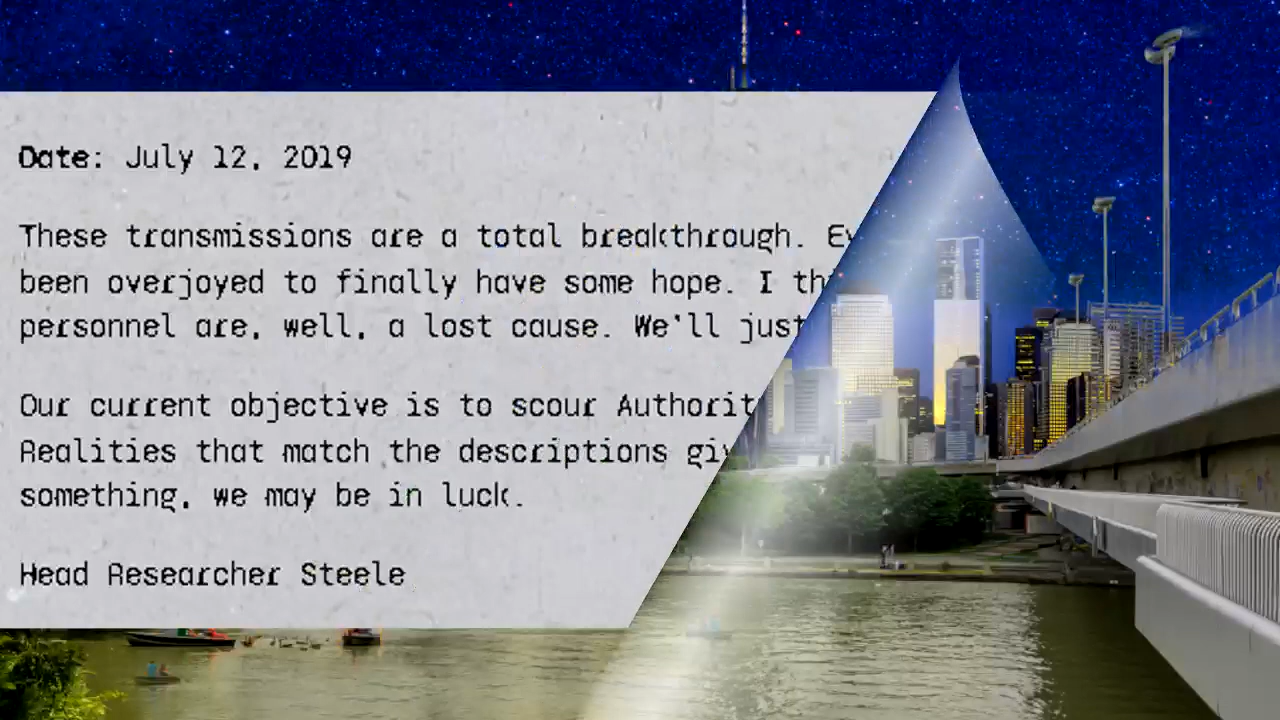 Date: July 12, 2019
These transmissions are a total breakthrough.
been overjoyed to finally have some hope. I
personnel are, well, a lost cause. We'll just
Our current objective is to scour
Realities that match the descriptions
something, we may be in luck.
Head Researcher Steele